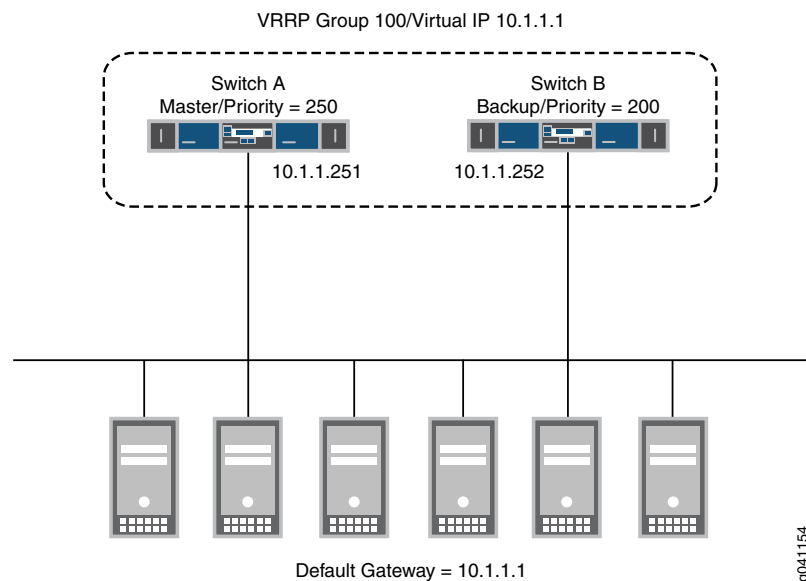 VRRP Group 100/Virtual IP 10.1.1.1
Switch A
Master/Priority = 250
Switch B
Backup/Priority = 200
10.1.1.251
10.1.1.252
Default Gateway = 10.1.1.1
g041154